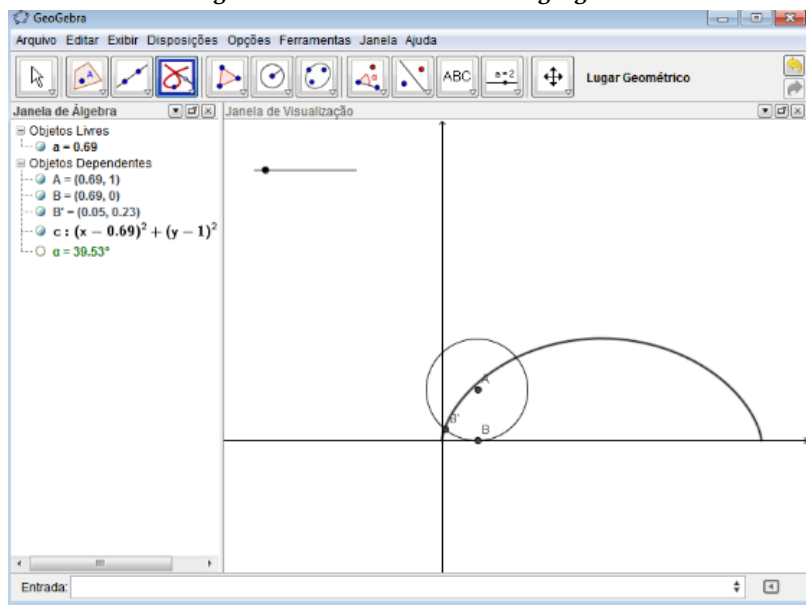 GeoGebra
Arquivo Editar Exibir Disposições Opções Ferramentas Janela Ajuda
ABC a=2 Lugar Geométrico
Janela de Álgebra
Janela de Visualização
Objetos Livres
a = 0.69
Objetos Dependentes
A = (0.69, 1)
B = (0.69, 0)
B' = (0.05, 0.23)
c : (x − 0.69)² + (y − 1)²
α = 39.53°
A
B'
B
Entrada: